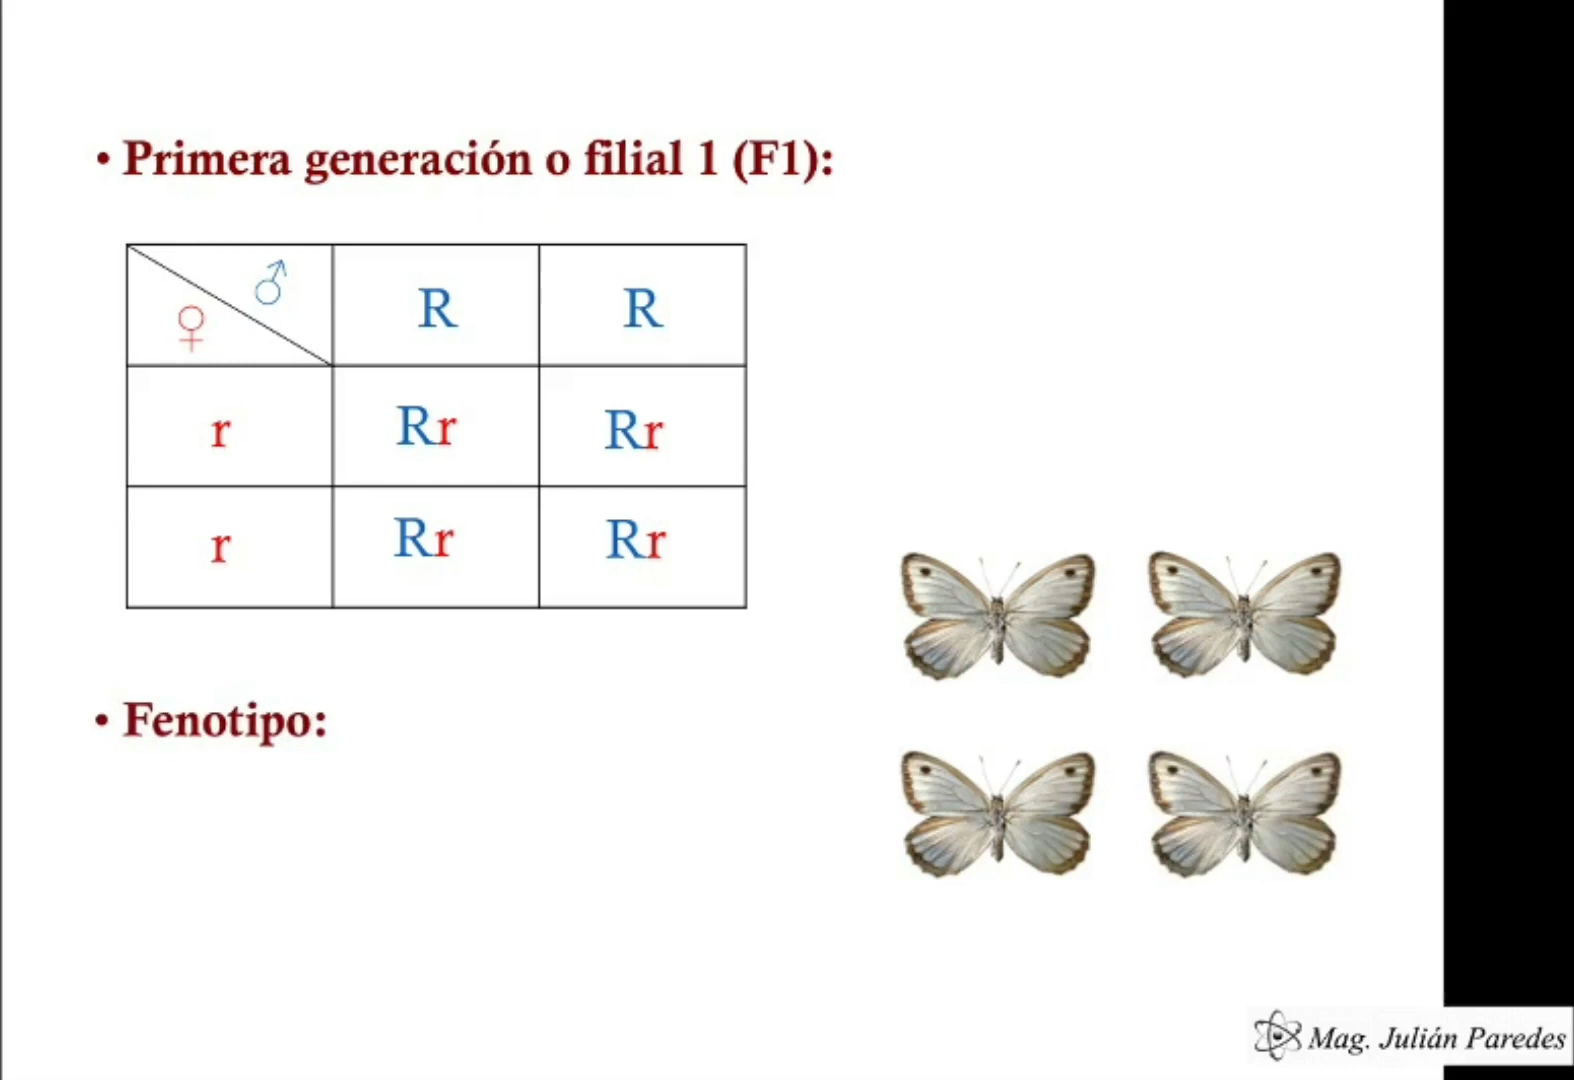 • Primera generación o filial 1 (F1):
♀ ♂ R R
r Rr Rr
r Rr Rr
• Fenotipo:
Mag. Julián Paredes